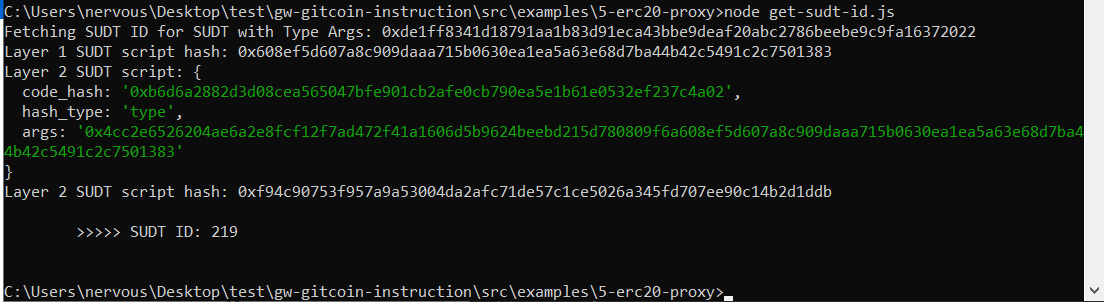 C:\Users\nervous\Desktop\test\gw-gitcoin-instruction\src\examples\5-erc20-proxy>node get-sudt-id.js
Fetching SUDT ID for SUDT with Type Args: 0xde1ff8341d18791aa1b83d91eca43bbe9deaf20abc2786beebe9c9fa16372022
Layer 1 SUDT script hash: 0x608ef5d607a8c909daaa715b0630ea1ea5a63e68d7ba44b42c5491c2c7501383
Layer 2 SUDT script: {
  code_hash: '0xb6d6a2882d3d08cea565047bfe901cb2afe0cb790ea5e1b61e0532ef237c4a02',
  hash_type: 'type',
  args: '0x4cc2e6526204ae6a2e8fcf12f7ad472f41a1606d5b9624beebd215d780809f6a608ef5d607a8c909daaa715b0630ea1ea5a63e68d7ba4
4b42c5491c2c7501383'
}
Layer 2 SUDT script hash: 0xf94c90753f957a9a53004da2afc71de57c1ce5026a345fd707ee90c14b2d1ddb
        >>>>> SUDT ID: 219
C:\Users\nervous\Desktop\test\gw-gitcoin-instruction\src\examples\5-erc20-proxy>